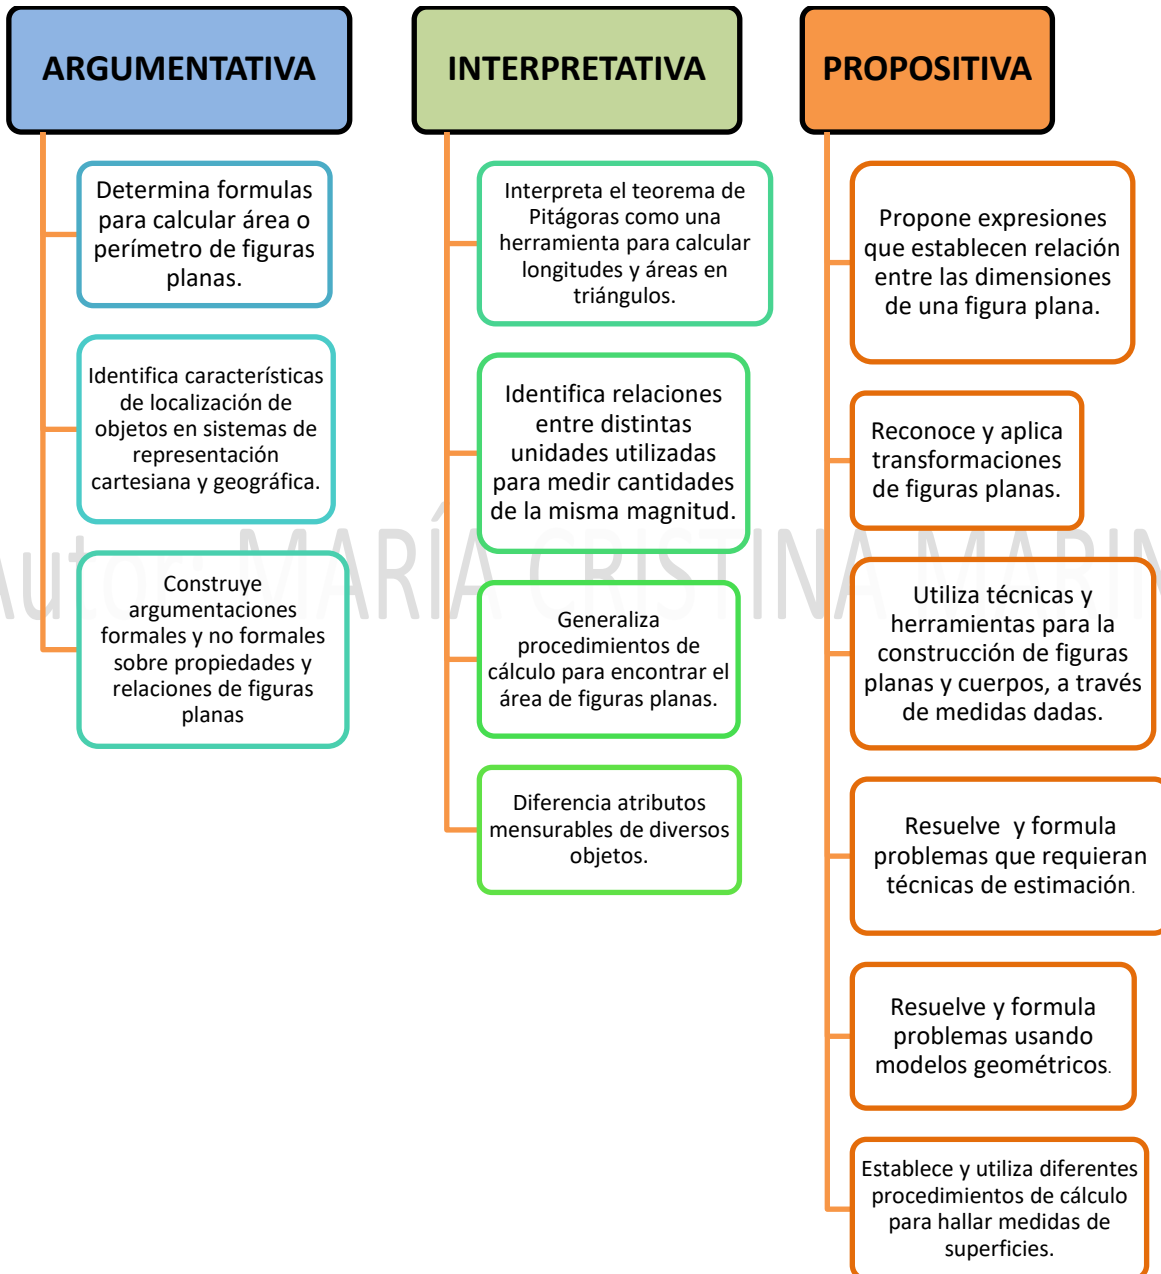 ARGUMENTATIVA
Determina formulas
para calcular área o
perímetro de figuras
planas.
Identifica características
de localización de
objetos en sistemas de
representación
cartesiana y geográfica.
Construye
argumentaciones
formales y no formales
sobre propiedades y
relaciones de figuras
planas
INTERPRETATIVA
Interpreta el teorema de
Pitágoras como una
herramienta para calcular
longitudes y áreas en
triángulos.
Identifica relaciones
entre distintas
unidades utilizadas
para medir cantidades
de la misma magnitud.
Generaliza
procedimientos de
cálculo para encontrar el
área de figuras planas.
Diferencia atributos
mensurables de diversos
objetos.
PROPOSITIVA
Propone expresiones
que establecen relación
entre las dimensiones
de una figura plana.
Reconoce y aplica
transformaciones
de figuras planas.
Utiliza técnicas y
herramientas para la
construcción de figuras
planas y cuerpos, a través
de medidas dadas.
Resuelve  y formula
problemas que requieran
técnicas de estimación.
Resuelve y formula
problemas usando
modelos geométricos.
Establece y utiliza diferentes
procedimientos de cálculo
para hallar medidas de
superficies.
Autor: MARÍA CRISTINA MARIN